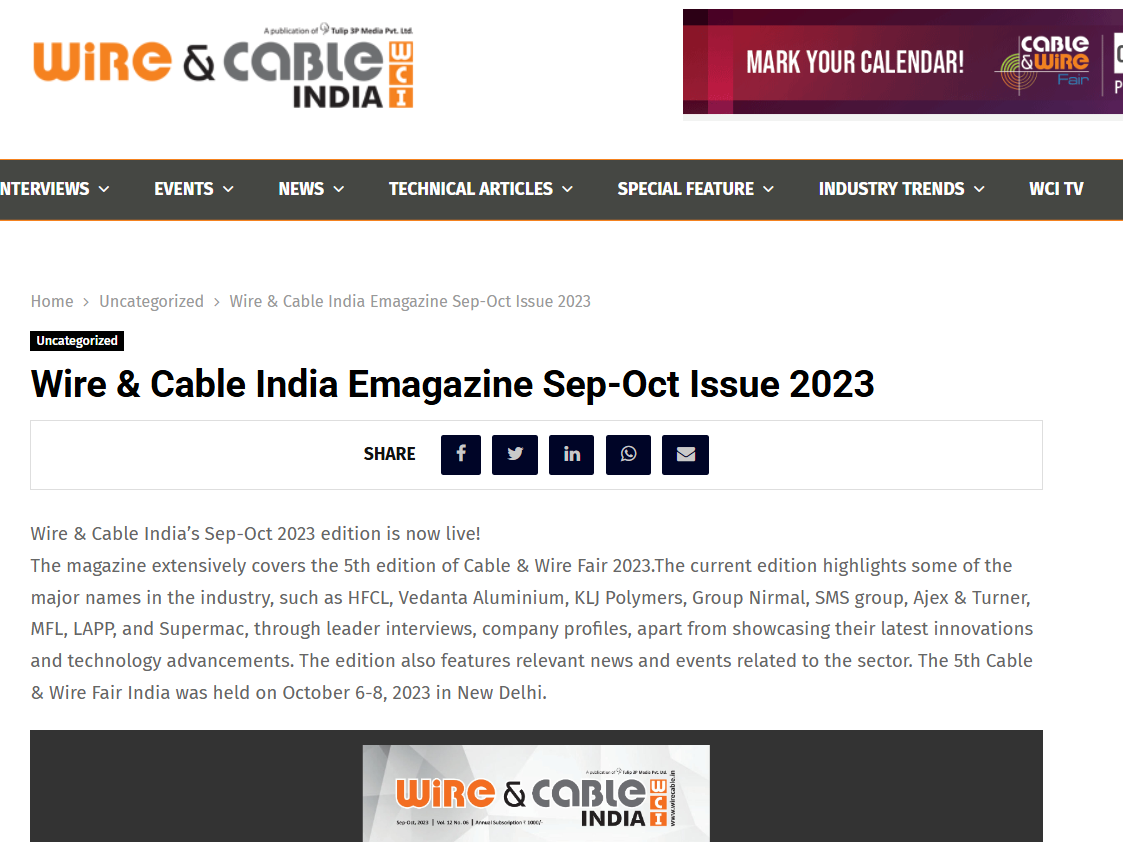 A publication of Tulip 3P Media Pvt. Ltd.
WiRE & CABLE WCI
INDIA
MARK YOUR CALENDAR!
CABLE
&WIRE
Fair
NTERVIEWS EVENTS NEWS TECHNICAL ARTICLES SPECIAL FEATURE INDUSTRY TRENDS WCI TV
Home > Uncategorized > Wire & Cable India Emagazine Sep-Oct Issue 2023
Uncategorized
Wire & Cable India Emagazine Sep-Oct Issue 2023
SHARE
Wire & Cable India’s Sep-Oct 2023 edition is now live!
The magazine extensively covers the 5th edition of Cable & Wire Fair 2023.The current edition highlights some of the
major names in the industry, such as HFCL, Vedanta Aluminium, KLJ Polymers, Group Nirmal, SMS group, Ajex & Turner,
MFL, LAPP, and Supermac, through leader interviews, company profiles, apart from showcasing their latest innovations
and technology advancements. The edition also features relevant news and events related to the sector. The 5th Cable
& Wire Fair India was held on October 6-8, 2023 in New Delhi.
A publication of Tulip 3P Media Pvt. Ltd.
WiRE & CABLE WCI
INDIA
www.wirecable.in
Sep-Oct, 2023 | Vol. 12 No. 06 | Annual Subscription ₹ 1000/-